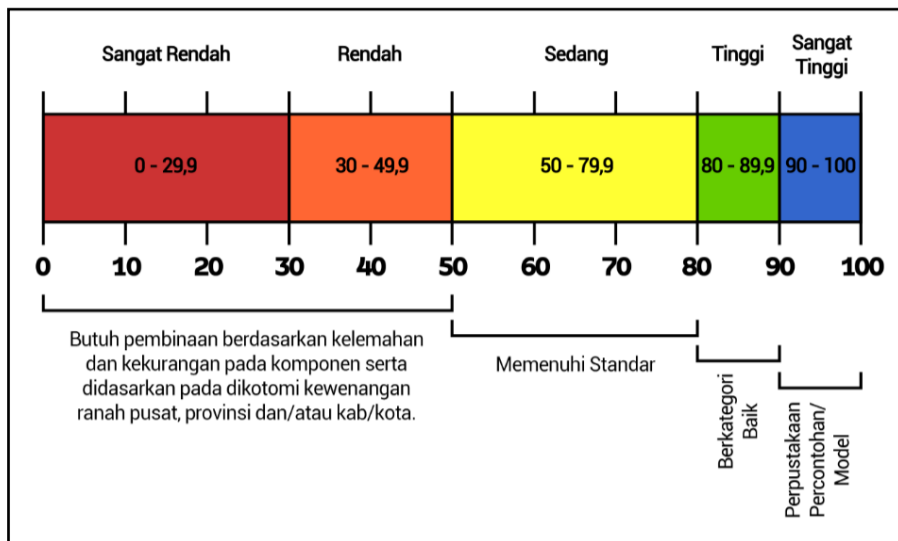 Sangat Rendah
Rendah
Sedang
Tinggi
Sangat
Tinggi
0 - 29,9
30 - 49,9
50 - 79,9
80 - 89,9
90 - 100
0 10 20 30 40 50 60 70 80 90 100
Butuh pembinaan berdasarkan kelemahan
dan kekurangan pada komponen serta
didasarkan pada dikotomi kewenangan
ranah pusat, provinsi dan/atau kab/kota.
Memenuhi Standar
Berkategori
Baik
Perpustakaan
Percontohan/
Model